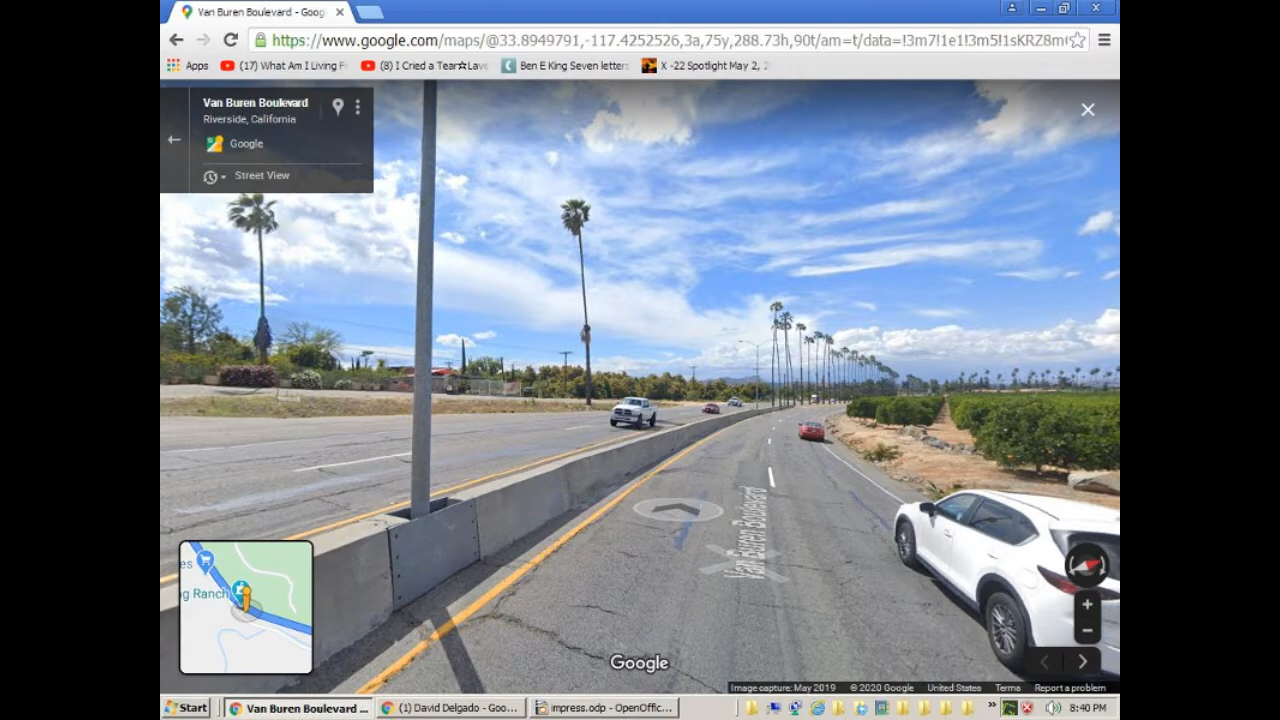 Van Buren Boulevard - Goog
https://www.google.com/maps/@33.8949791,-117.4252526,3a,75y,288.73h,90t/am=t/data=!3m7!1e1!3m5!1sKRZ8m
Apps (17) What Am I Living F (8) I Cried a Tear☆Lave Ben E King Seven letters X -22 Spotlight May 2, 2
Van Buren Boulevard
Riverside, California
Google
Street View
Van Buren Boulevard
es
g Ranch
Google
Image capture: May 2019 © 2020 Google United States Terms Report a problem
Start Van Buren Boulevard ... (1) David Delgado - Goo... impress.odp - OpenOffic... » 8:40 PM